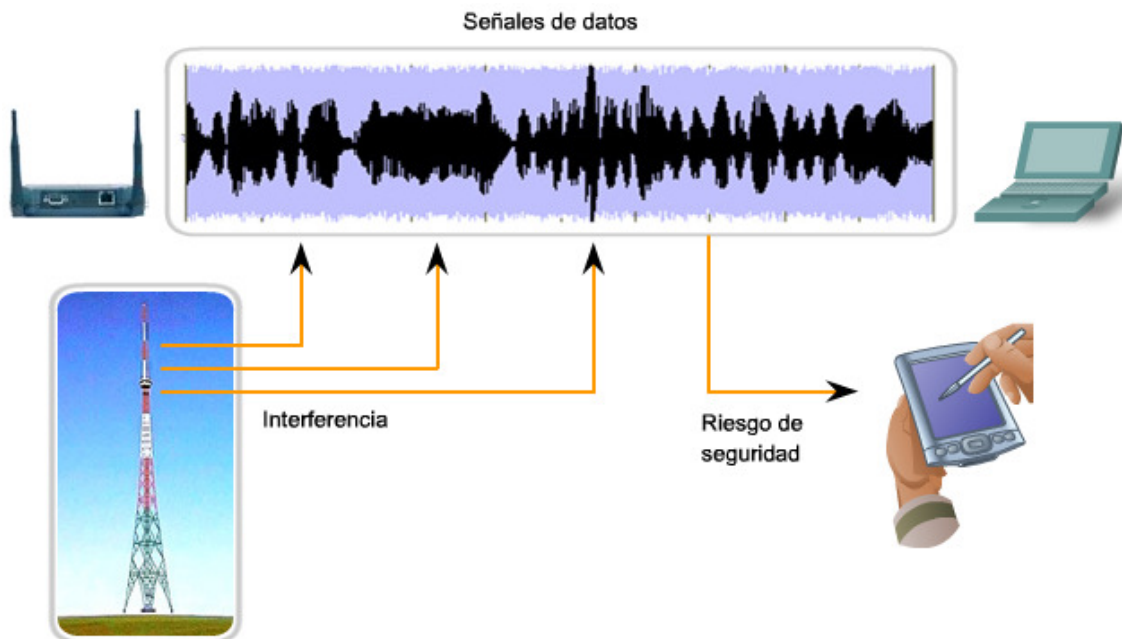 Señales de datos
Interferencia
Riesgo de
seguridad